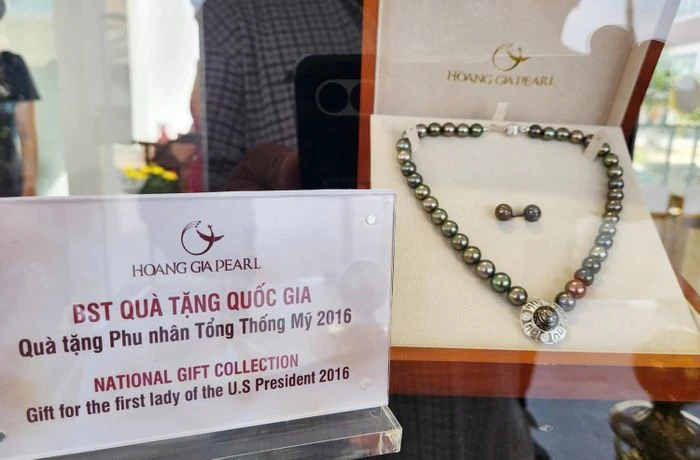 HOANG GIA PEARL
HOANG GIA PEARL
BST QUÀ TẶNG QUỐC GIA
Quà tặng Phu nhân Tổng Thống Mỹ 2016
NATIONAL GIFT COLLECTION
Gift for the first lady of the U.S President 2016